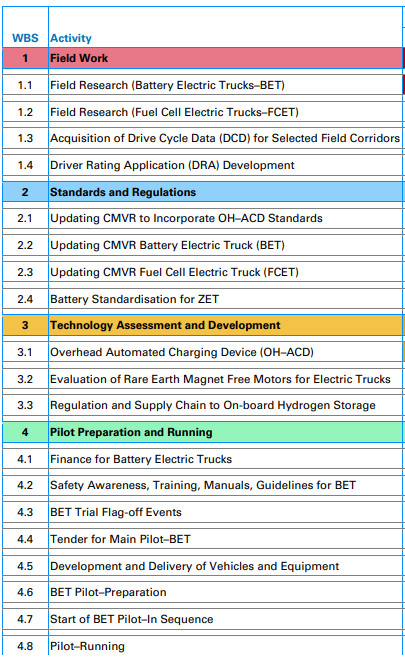 WBS Activity
1 Field Work
1.1 Field Research (Battery Electric Trucks–BET)
1.2 Field Research (Fuel Cell Electric Trucks–FCET)
1.3 Acquisition of Drive Cycle Data (DCD) for Selected Field Corridors
1.4 Driver Rating Application (DRA) Development
2 Standards and Regulations
2.1 Updating CMVR to Incorporate OH–ACD Standards
2.2 Updating CMVR Battery Electric Truck (BET)
2.3 Updating CMVR Fuel Cell Electric Truck (FCET)
2.4 Battery Standardisation for ZET
3 Technology Assessment and Development
3.1 Overhead Automated Charging Device (OH–ACD)
3.2 Evaluation of Rare Earth Magnet Free Motors for Electric Trucks
3.3 Regulation and Supply Chain to On-board Hydrogen Storage
4 Pilot Preparation and Running
4.1 Finance for Battery Electric Trucks
4.2 Safety Awareness, Training, Manuals, Guidelines for BET
4.3 BET Trial Flag-off Events
4.4 Tender for Main Pilot–BET
4.5 Development and Delivery of Vehicles and Equipment
4.6 BET Pilot–Preparation
4.7 Start of BET Pilot–In Sequence
4.8 Pilot–Running